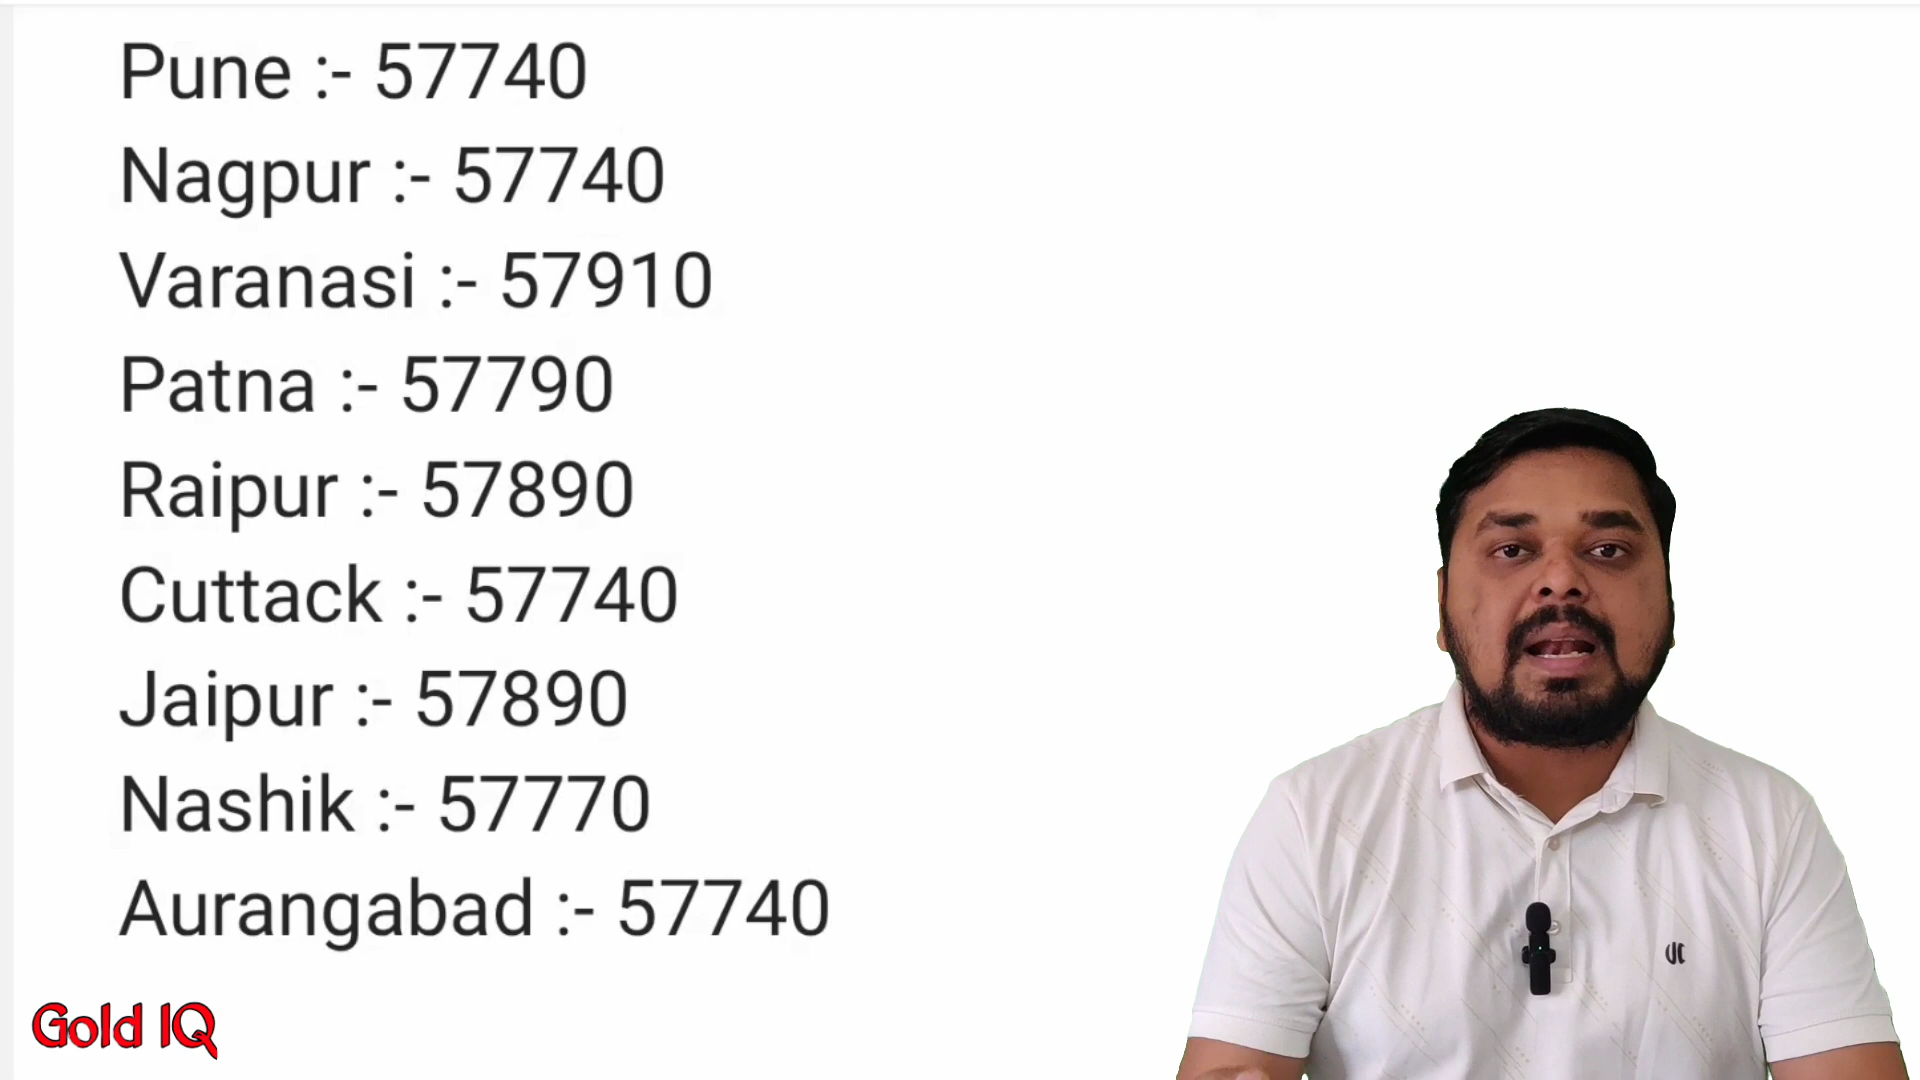 Pune :- 57740
Nagpur :- 57740
Varanasi :- 57910
Patna :- 57790
Raipur :- 57890
Cuttack :- 57740
Jaipur :- 57890
Nashik :- 57770
Aurangabad :- 57740
Gold IQ